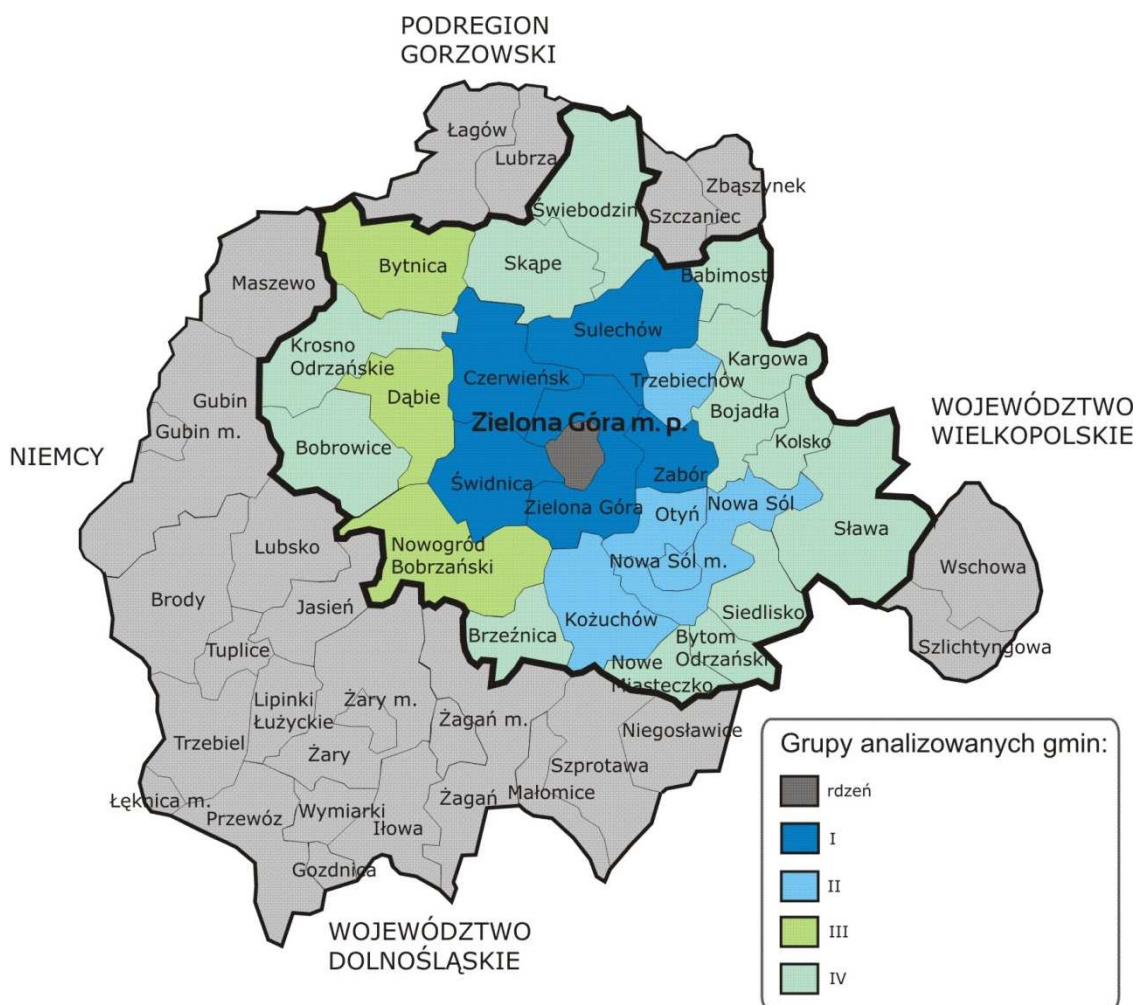 PODREGION
GORZOWSKI
Łagów
Lubrza
Zbąszynek
Świebodzin
Szczaniec
Bytnica
Skąpe
Babimost
Maszewo
Sulechów
Krosno
Odrzańskie
Kargowa
Czerwieńsk
Trzebiechów
Gubin
Dąbie
Bojadła
WOJEWÓDZTWO
WIELKOPOLSKIE
Gubin m.
Zielona Góra m. p.
Kolsko
NIEMCY
Bobrowice
Świdnica
Zabór
Zielona Góra
Otyń
Nowa Sól
Sława
Lubsko
Nowogród
Bobrzański
Nowa Sól m.
Wschowa
Brody
Jasień
Siedlisko
Brzeźnica
Kożuchów
Bytom
Odrzański
Szlichtyngowa
Tuplice
Nowe
Miasteczko
Lipinki
Łużyckie
Żary m.
Żagań m.
Niegosławice
Trzebiel
Żary
Szprotawa
Łęknica m.
Przewóz
Wymiarki
Iłowa
Żagań
Małomice
Gozdnica
WOJEWÓDZTWO
DOLNOŚLĄSKIE
Grupy analizowanych gmin:
rdzeń
I
II
III
IV